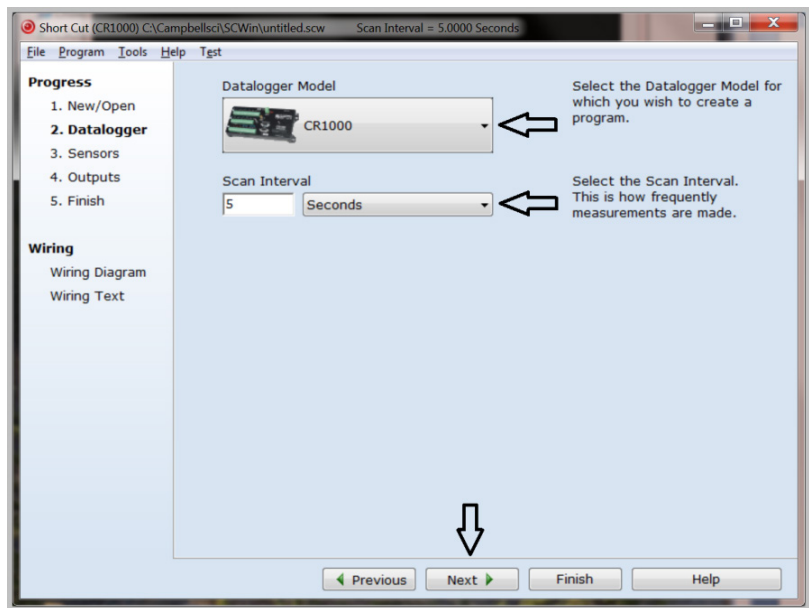 Short Cut (CR1000) C:\Campbellsci\SCWin\untitled.scw Scan Interval = 5.0000 Seconds
File Program Tools Help Test
Progress
1. New/Open
2. Datalogger
3. Sensors
4. Outputs
5. Finish
Wiring
Wiring Diagram
Wiring Text
Datalogger Model
CR1000
Select the Datalogger Model for
which you wish to create a
program.
Scan Interval
5 Seconds
Select the Scan Interval.
This is how frequently
measurements are made.
Previous Next Finish Help